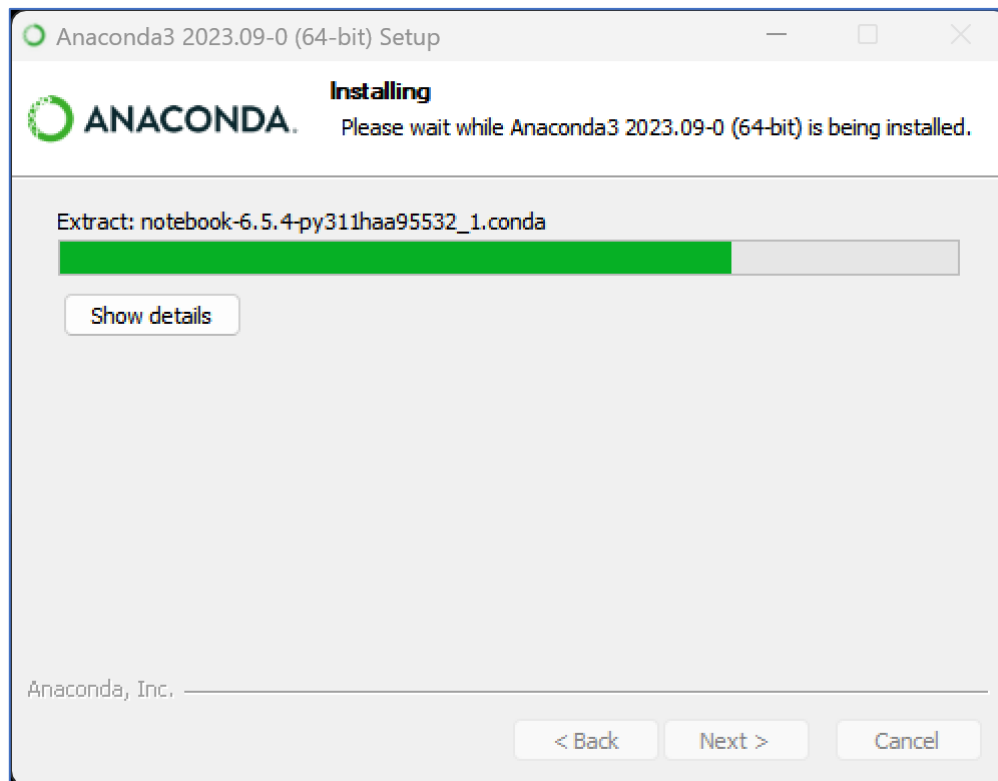 Anaconda3 2023.09-0 (64-bit) Setup
ANACONDA.
Installing
Please wait while Anaconda3 2023.09-0 (64-bit) is being installed.
Extract: notebook-6.5.4-py311haa95532_1.conda
Show details
Anaconda, Inc.
< Back
Next >
Cancel